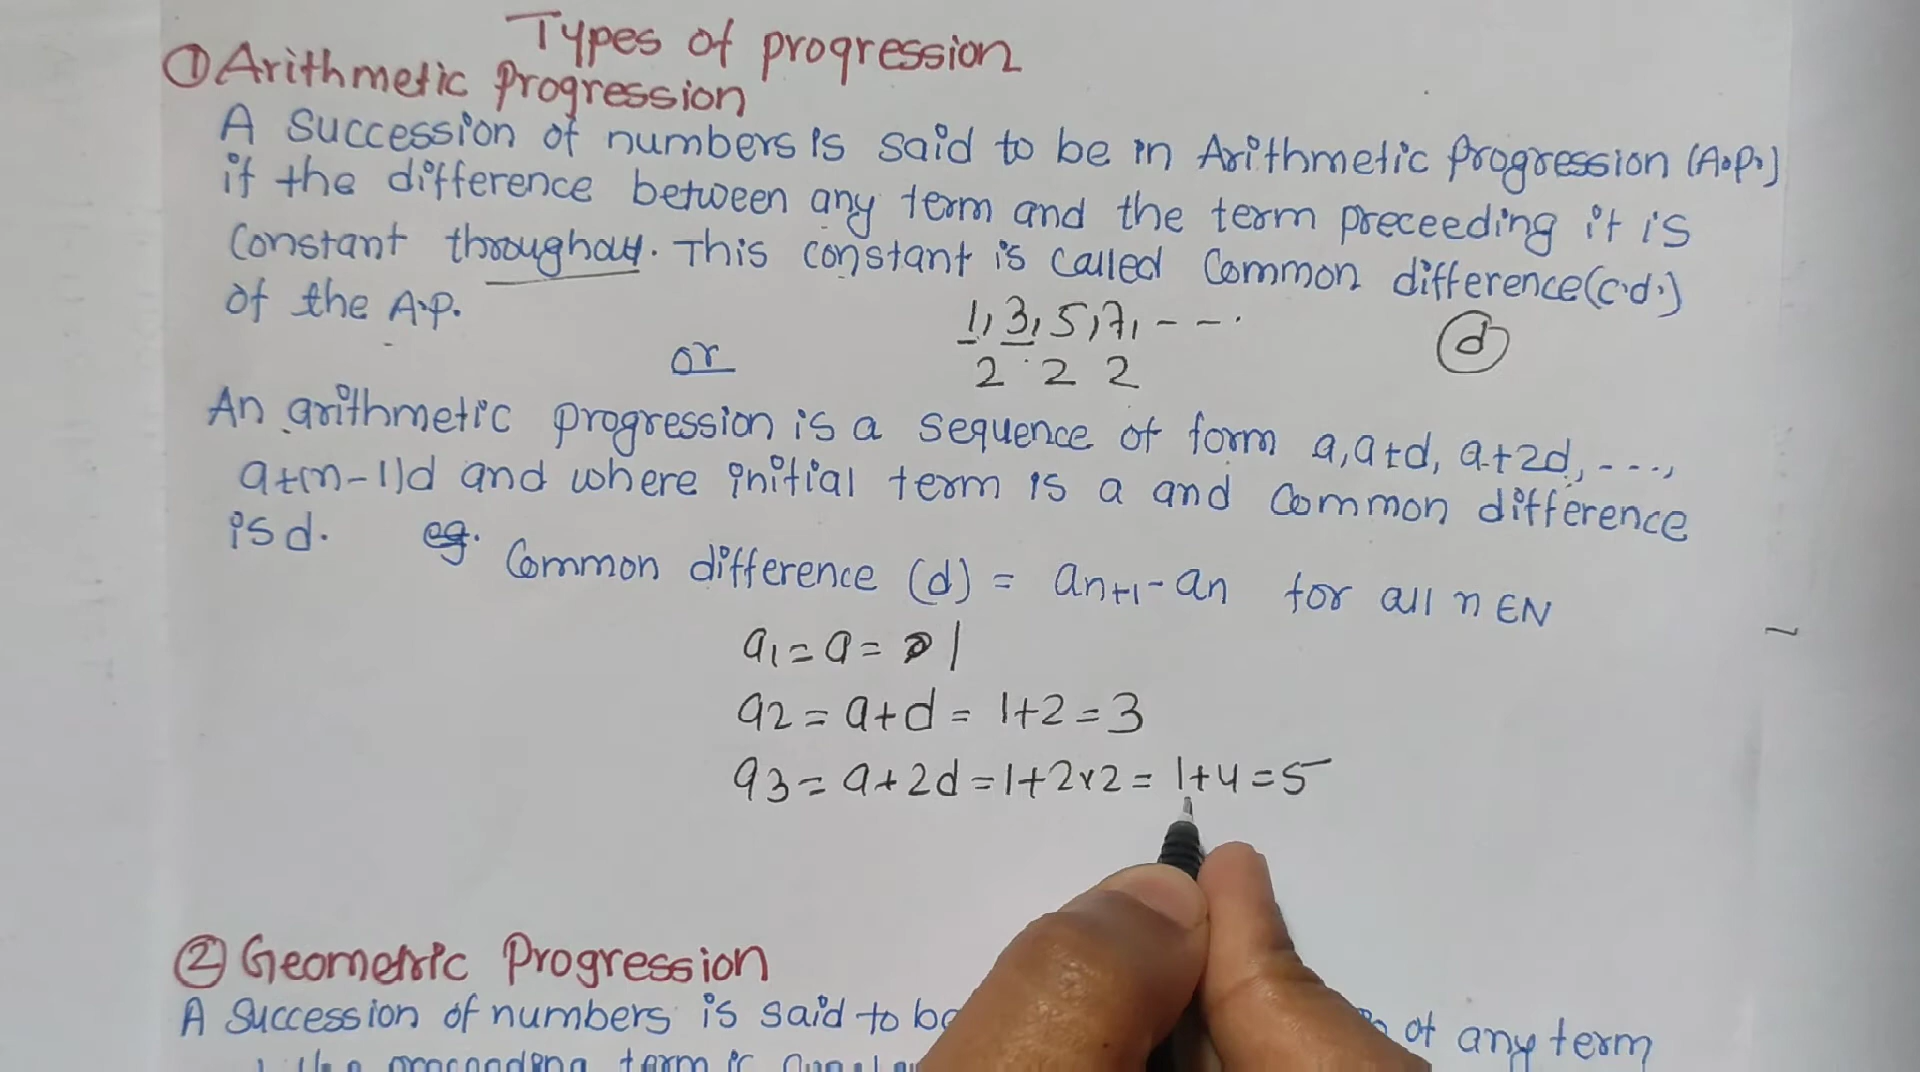 Types of progression
① Arithmetic Progression
A Succession of numbers is said to be in Arithmetic Progression (A.P.)
if the difference between any term and the term preceeding it is
Constant throughout. This constant is called Common difference (c.d.)
of the A.P.
1, 3, 5, 7, - - - .
d
or
2 2 2
An arithmetic progression is a sequence of form a, a+d, a+2d, - - -,
a+(n-1)d and where initial term is a and Common difference
is d. eg. Common difference (d) = an+1 - an for all n ∈ N
a1 = a = 1
a2 = a+d = 1+2 = 3
a3 = a+2d = 1+2×2 = 1+4 = 5
② Geometric Progression
A Succession of numbers is said to be of any term
term is